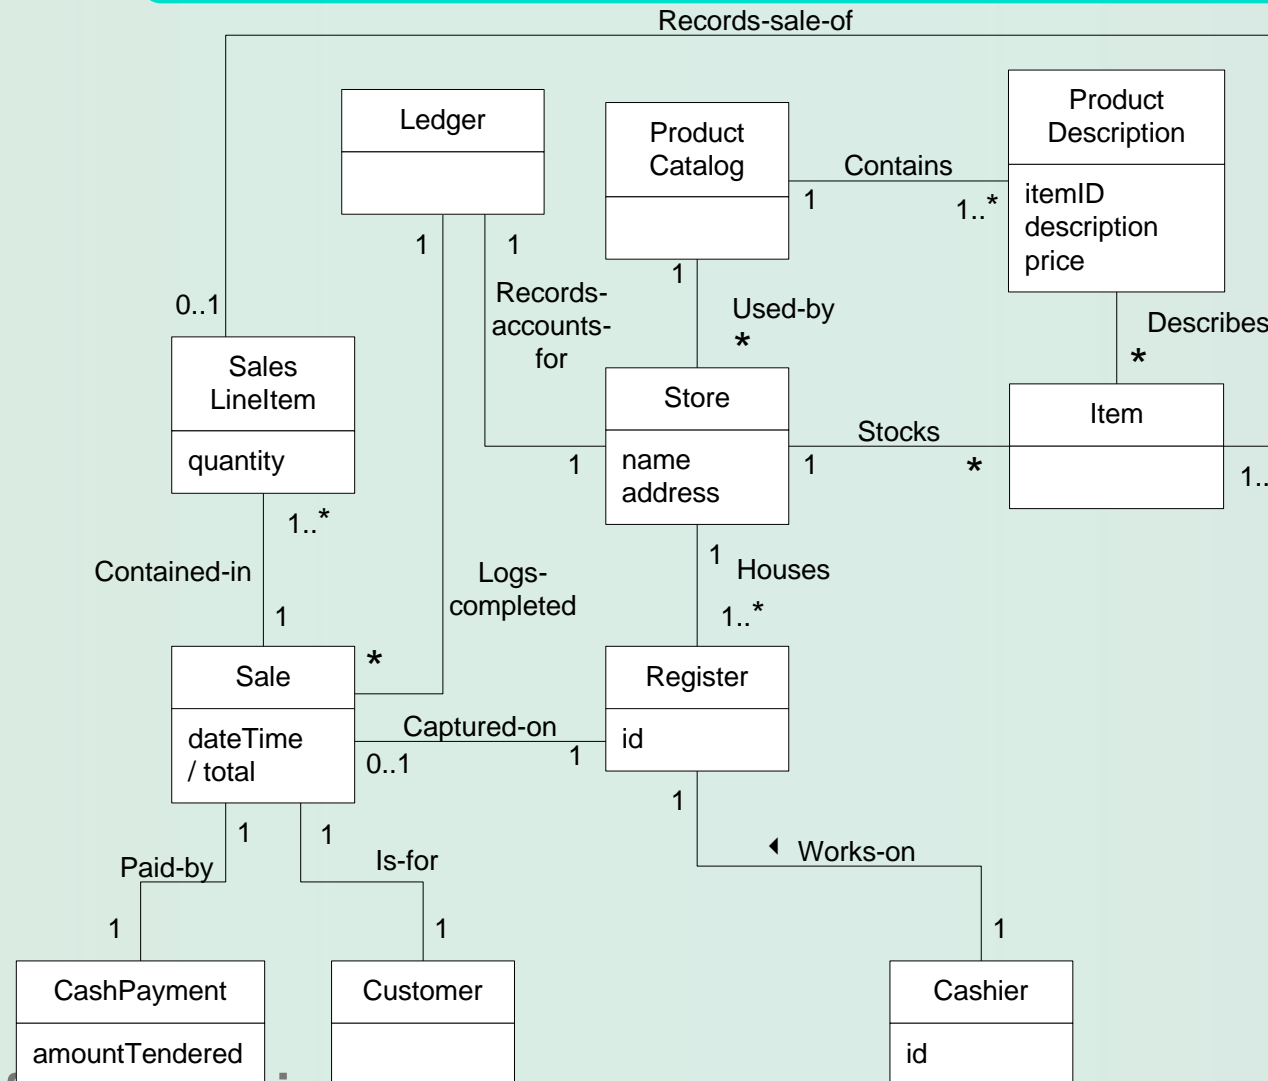 Records-sale-of
Ledger
Product
Catalog
Product
Description
itemID
description
price
Contains
1
1..*
1
1
1
Records-
accounts-
for
Used-by
*
Describes
*
0..1
Sales
LineItem
quantity
Store
name
address
Stocks
1
1
*
Item
1..
1..*
Contained-in
1
Logs-
completed
*
1
Houses
1..*
Sale
dateTime
/ total
Captured-on
0..1
1
Register
id
1
1
1
Paid-by
Is-for
Works-on
1
1
1
CashPayment
amountTendered
Customer
Cashier
id